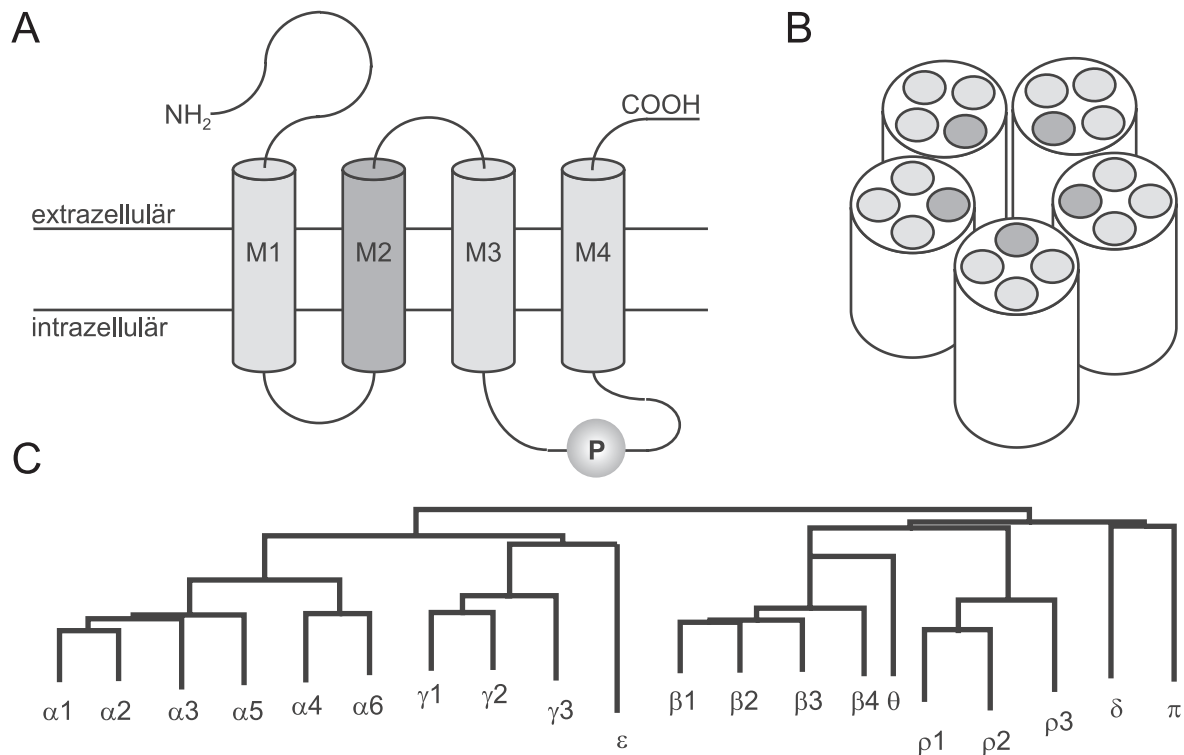 A
B
NH₂
COOH
extrazellulär
M1 M2 M3 M4
intrazellulär
P
C
α1 α2 α3 α5 α4 α6 γ1 γ2 γ3 ε β1 β2 β3 β4 θ ρ1 ρ2 ρ3 δ π